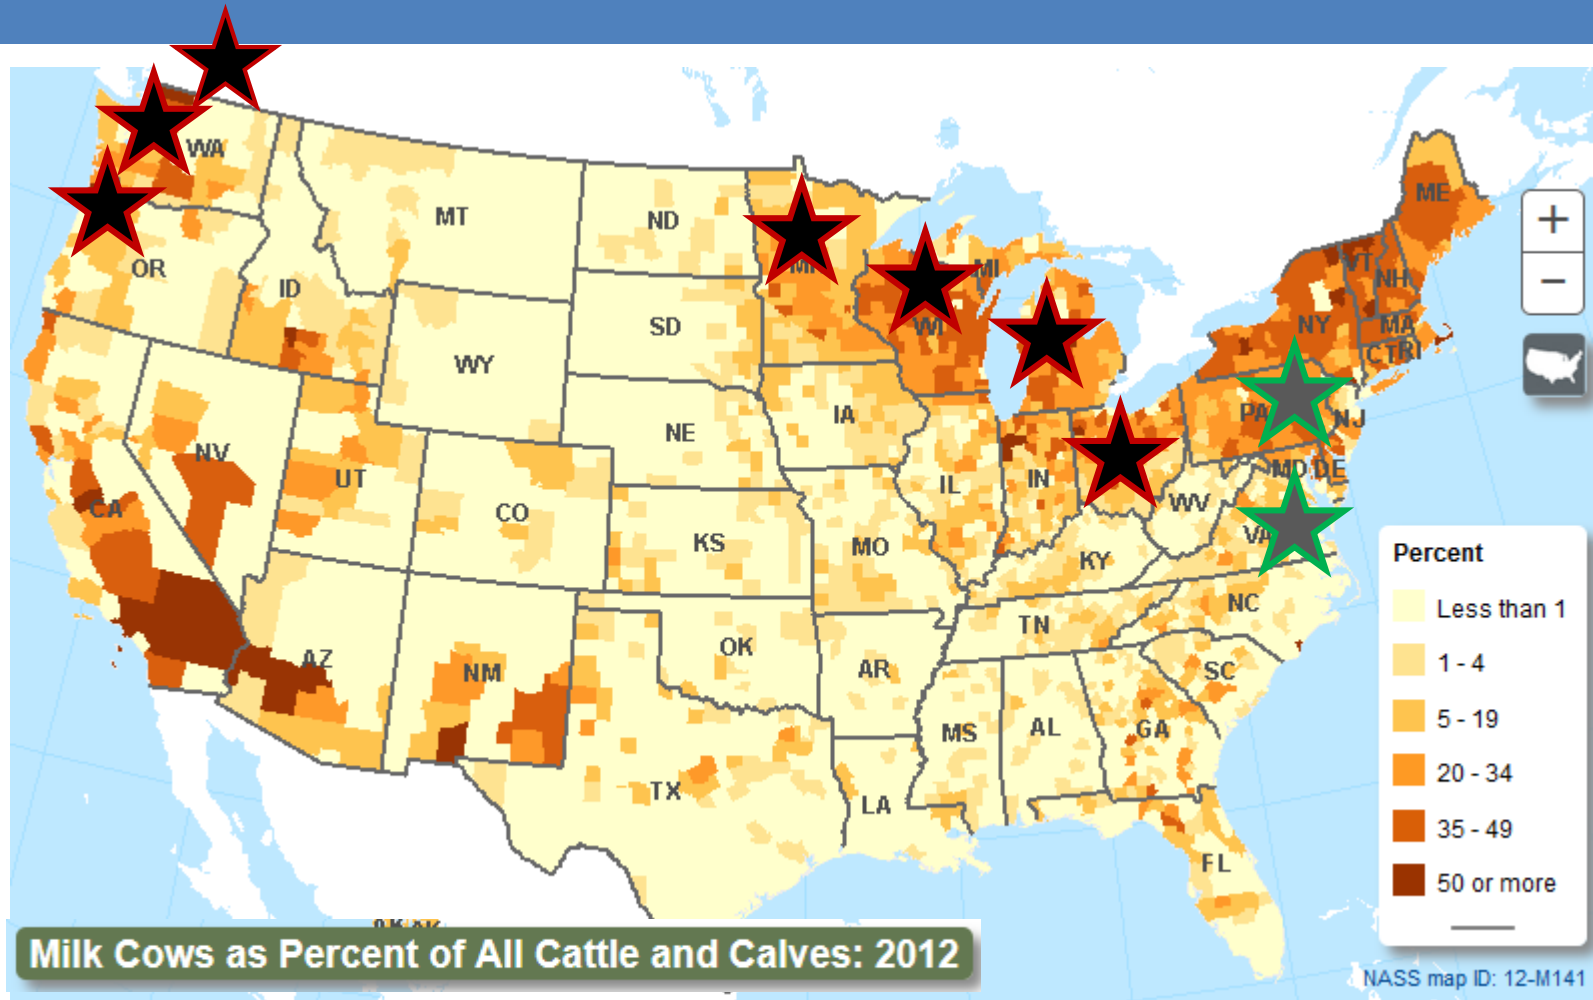 WA
MT
ND
ME
OR
ID
MI
VT
NH
SD
WI
NY
MA
WY
CT
RI
IA
PA
NJ
NE
NV
UT
IL
IN
MD
DE
CA
CO
WV
KS
MO
VA
KY
NC
TN
AZ
NM
OK
AR
SC
MS
AL
GA
TX
LA
FL
+
−
Percent
Less than 1
1 - 4
5 - 19
20 - 34
35 - 49
50 or more
Milk Cows as Percent of All Cattle and Calves: 2012
NASS map ID: 12-M141